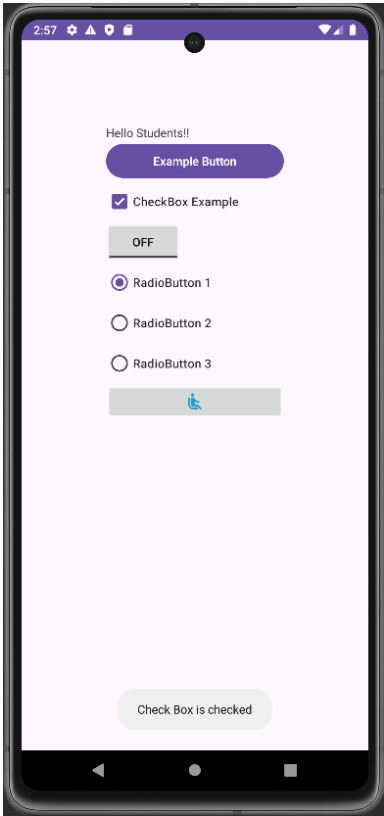 2:57
Hello Students!!
Example Button
CheckBox Example
OFF
RadioButton 1
RadioButton 2
RadioButton 3
Check Box is checked